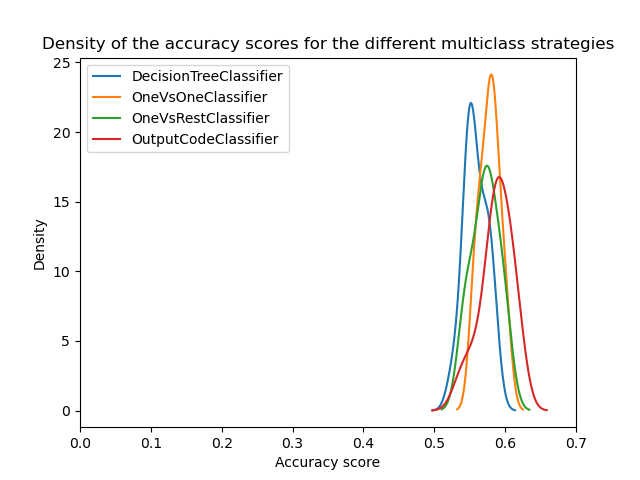 Density of the accuracy scores for the different multiclass strategies
25
20
15
10
5
0
Density
DecisionTreeClassifier
OneVsOneClassifier
OneVsRestClassifier
OutputCodeClassifier
0.0 0.1 0.2 0.3 0.4 0.5 0.6 0.7
Accuracy score